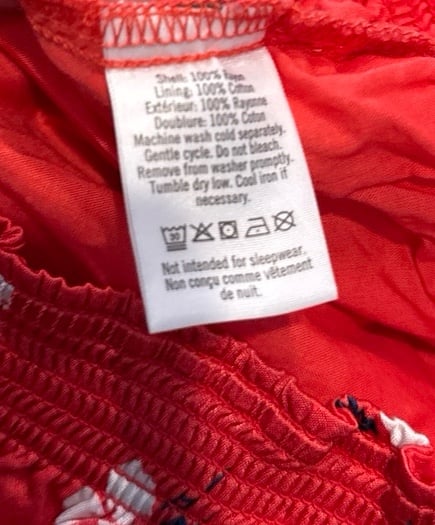 Shell: 100% Rayon
Lining: 100% Cotton
Extérieur: 100% Rayonne
Doublure: 100% Coton
Machine wash cold separately.
Gentle cycle. Do not bleach.
Remove from washer promptly.
Tumble dry low. Cool iron if
necessary.
30
Not intended for sleepwear.
Non conçu comme vêtement
de nuit.